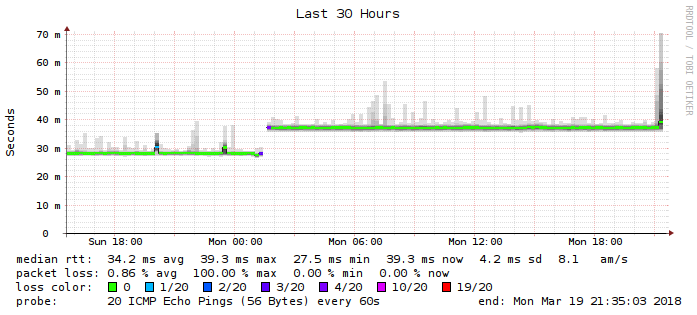 Last 30 Hours
RRDTOOL / TOBI OETIKER
70 m
60 m
50 m
40 m
30 m
20 m
10 m
0
Seconds
Sun 18:00 Mon 00:00 Mon 06:00 Mon 12:00 Mon 18:00
median rtt: 34.2 ms avg 39.3 ms max 27.5 ms min 39.3 ms now 4.2 ms sd 8.1 am/s
packet loss: 0.86 % avg 100.00 % max 0.00 % min 0.00 % now
loss color: 0 1/20 2/20 3/20 4/20 10/20 19/20
probe: 20 ICMP Echo Pings (56 Bytes) every 60s end: Mon Mar 19 21:35:03 2018